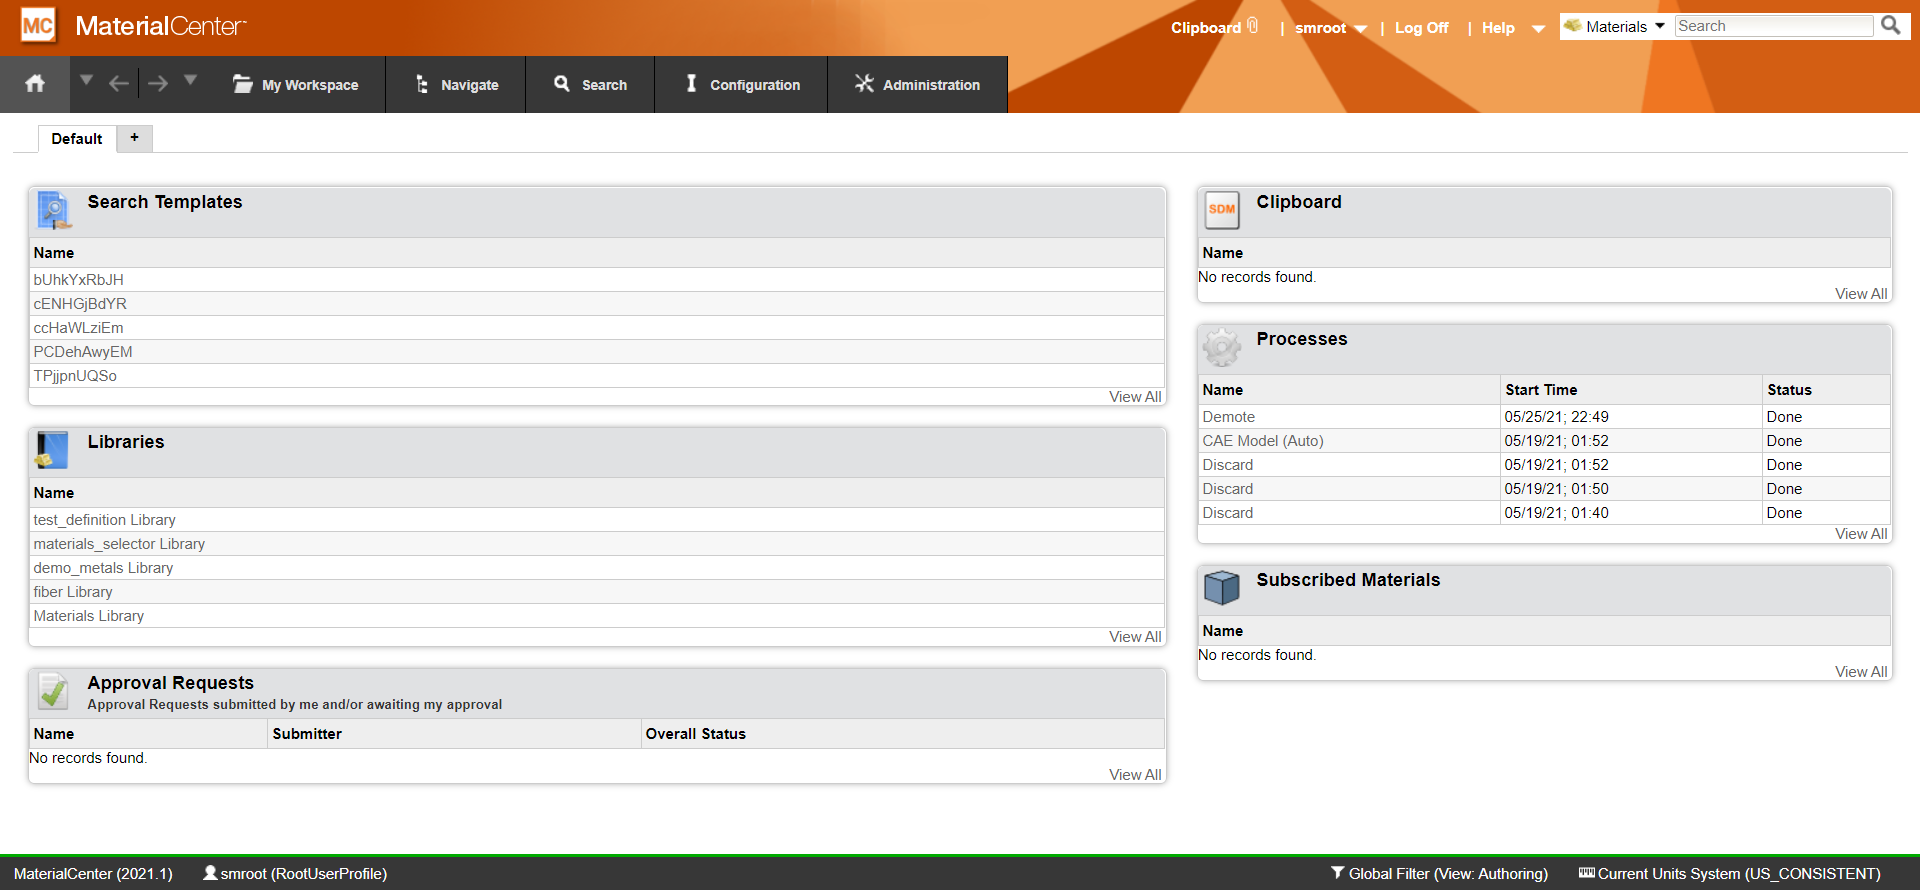 MC MaterialCenter™
Clipboard | smroot | Log Off | Help Materials Search
My Workspace Navigate Search Configuration Administration
Default +
Search Templates
Name
bUhkYxRbJH
cENHGjBdYR
ccHaWLziEm
PCDehAwyEM
TPjjpnUQSo
View All
Libraries
Name
test_definition Library
materials_selector Library
demo_metals Library
fiber Library
Materials Library
View All
Approval Requests
Approval Requests submitted by me and/or awaiting my approval
Name Submitter Overall Status
No records found.
View All
SDM Clipboard
Name
No records found.
View All
Processes
Name Start Time Status
Demote 05/25/21; 22:49 Done
CAE Model (Auto) 05/19/21; 01:52 Done
Discard 05/19/21; 01:52 Done
Discard 05/19/21; 01:50 Done
Discard 05/19/21; 01:40 Done
View All
Subscribed Materials
Name
No records found.
View All
MaterialCenter (2021.1) smroot (RootUserProfile) Global Filter (View: Authoring) Current Units System (US_CONSISTENT)